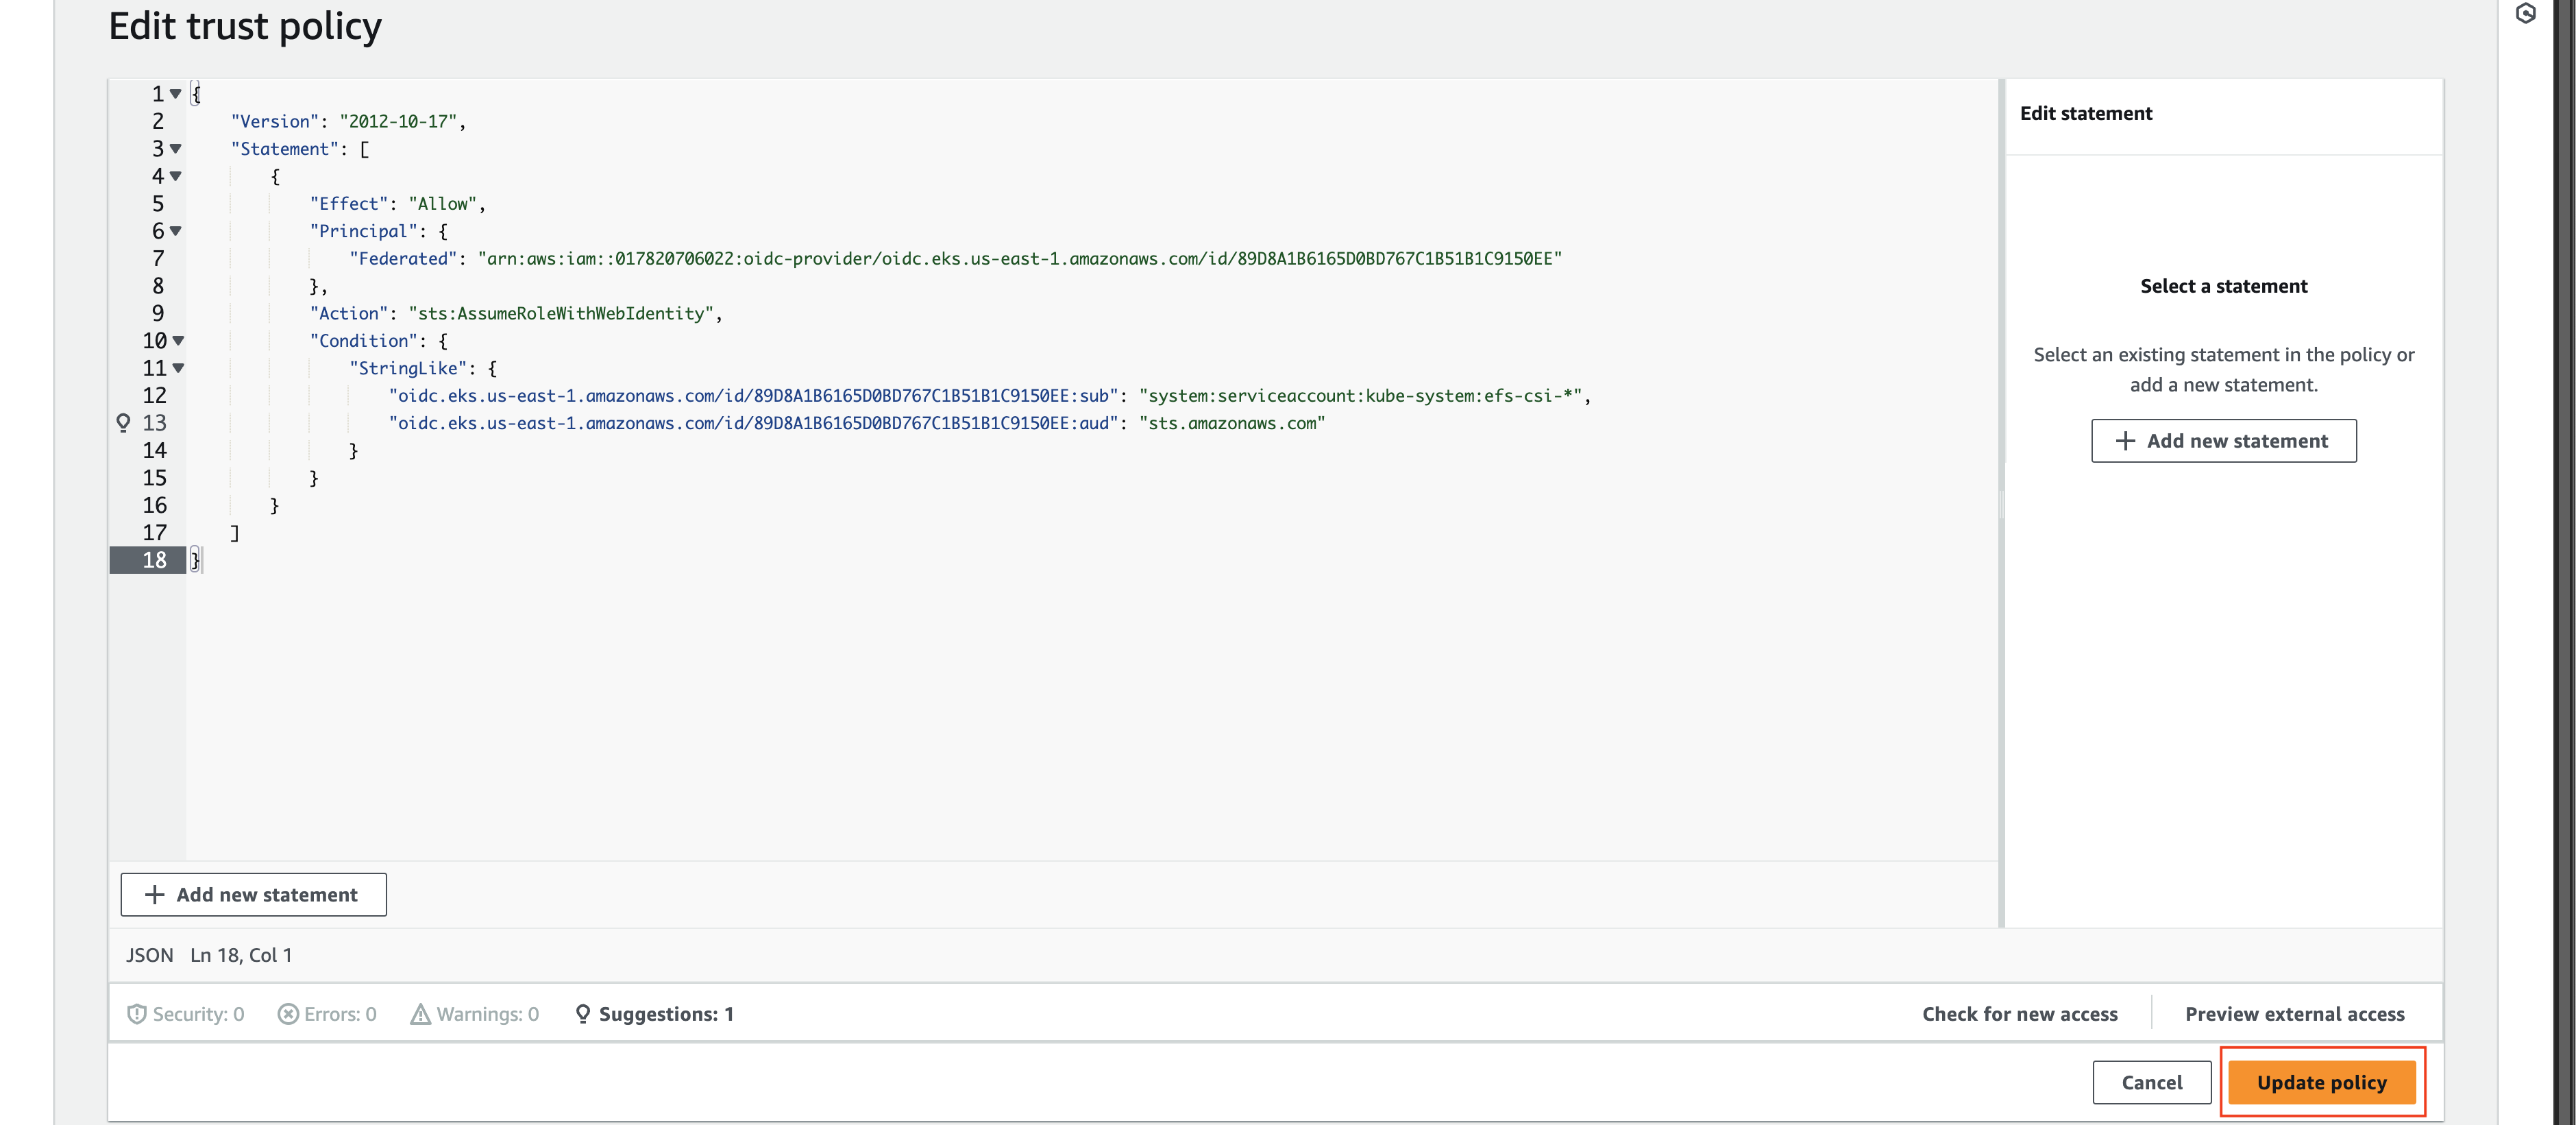 Edit trust policy
1 {
2 "Version": "2012-10-17",
3 "Statement": [
4 {
5 "Effect": "Allow",
6 "Principal": {
7 "Federated": "arn:aws:iam::017820706022:oidc-provider/oidc.eks.us-east-1.amazonaws.com/id/89D8A1B6165D0BD767C1B51B1C9150EE"
8 },
9 "Action": "sts:AssumeRoleWithWebIdentity",
10 "Condition": {
11 "StringLike": {
12 "oidc.eks.us-east-1.amazonaws.com/id/89D8A1B6165D0BD767C1B51B1C9150EE:sub": "system:serviceaccount:kube-system:efs-csi-*",
13 "oidc.eks.us-east-1.amazonaws.com/id/89D8A1B6165D0BD767C1B51B1C9150EE:aud": "sts.amazonaws.com"
14 }
15 }
16 }
17 ]
18 }
+ Add new statement
JSON Ln 18, Col 1
Edit statement
Select a statement
Select an existing statement in the policy or
add a new statement.
+ Add new statement
Security: 0 Errors: 0 Warnings: 0 Suggestions: 1 Check for new access Preview external access
Cancel Update policy